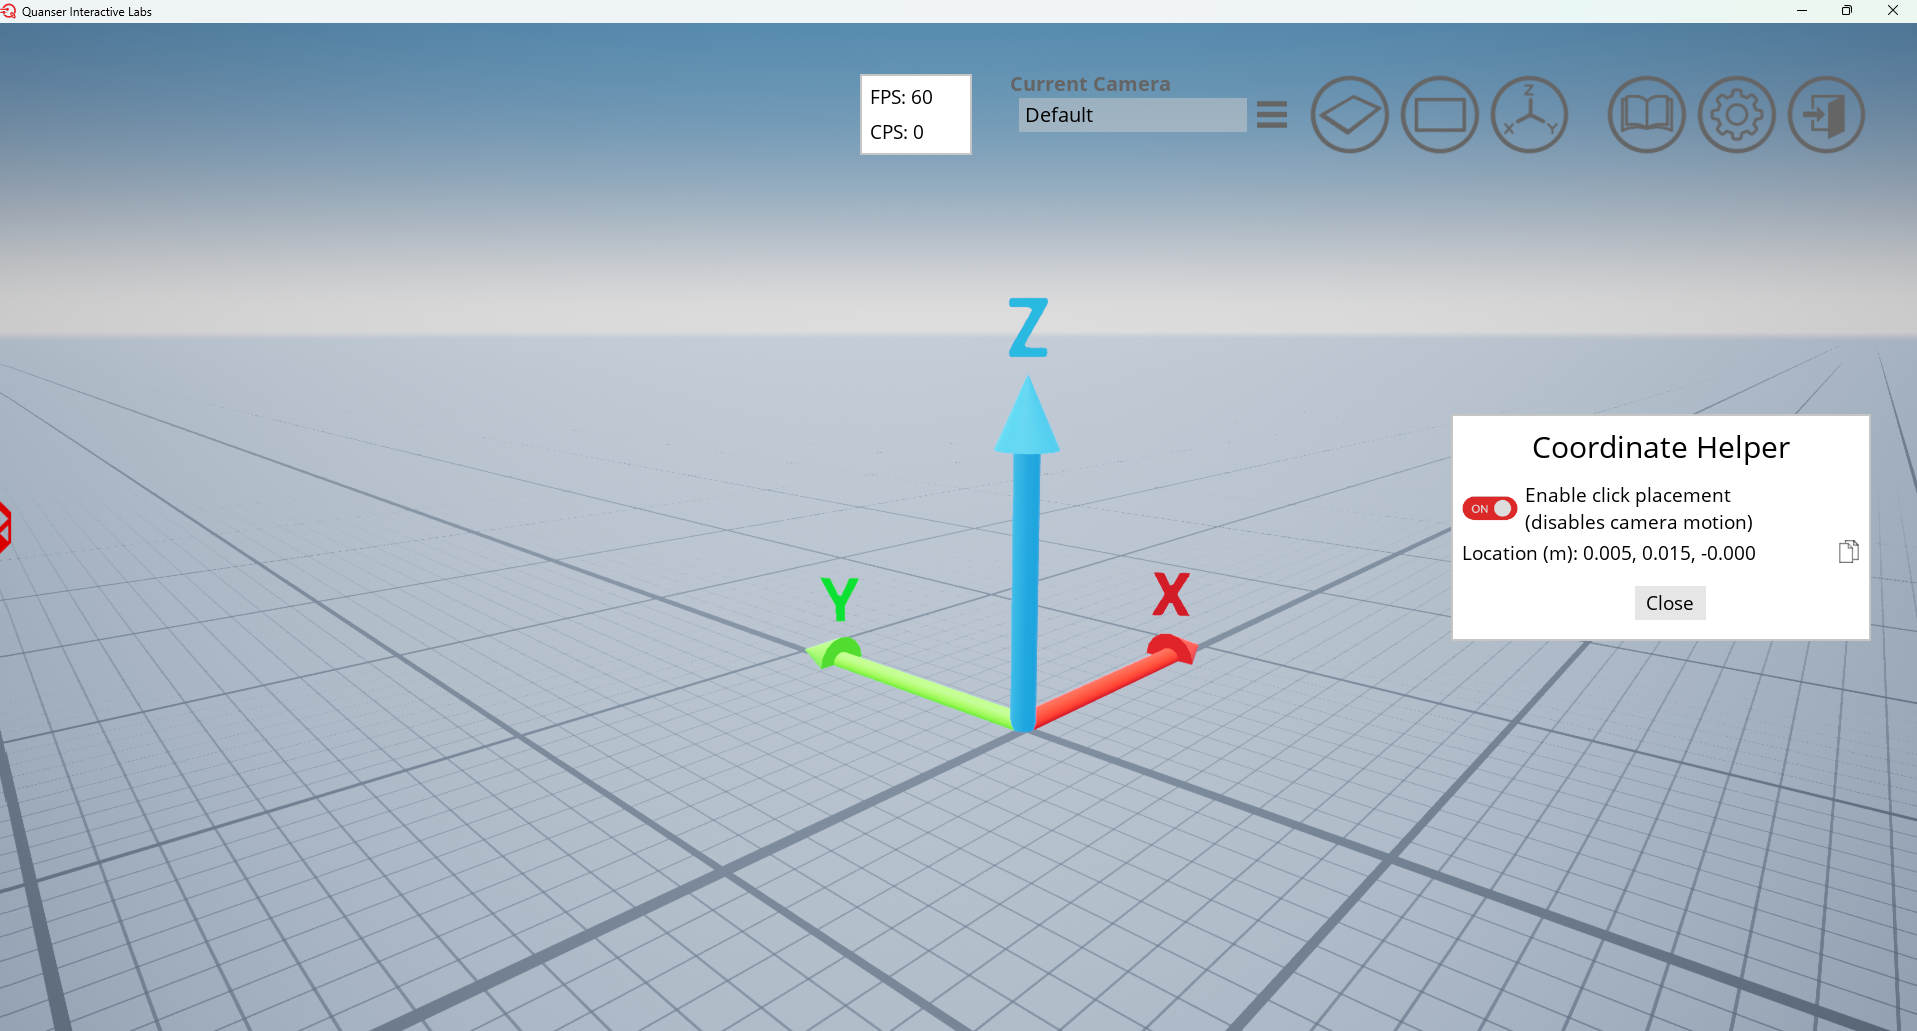 Quanser Interactive Labs
FPS: 60
CPS: 0
Current Camera
Default
Z
X Y
Z
Y
X
Coordinate Helper
ON
Enable click placement
(disables camera motion)
Location (m): 0.005, 0.015, -0.000
Close